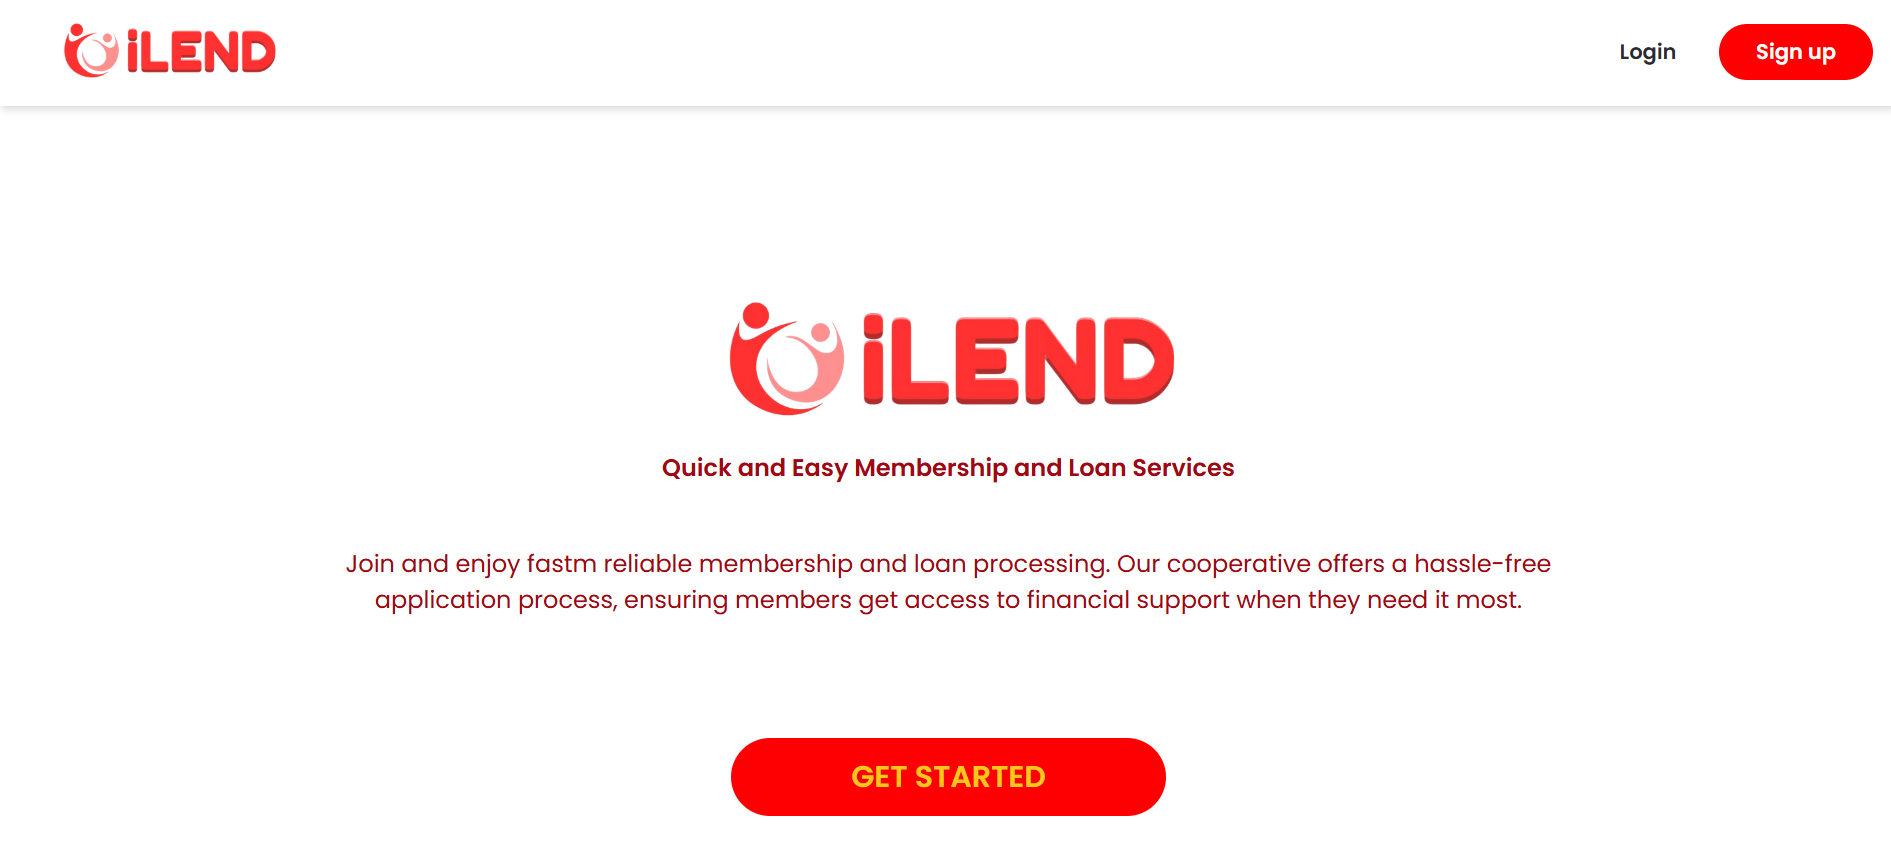 iLEND
Login
Sign up
iLEND
Quick and Easy Membership and Loan Services
Join and enjoy fastm reliable membership and loan processing. Our cooperative offers a hassle-free
application process, ensuring members get access to financial support when they need it most.
GET STARTED